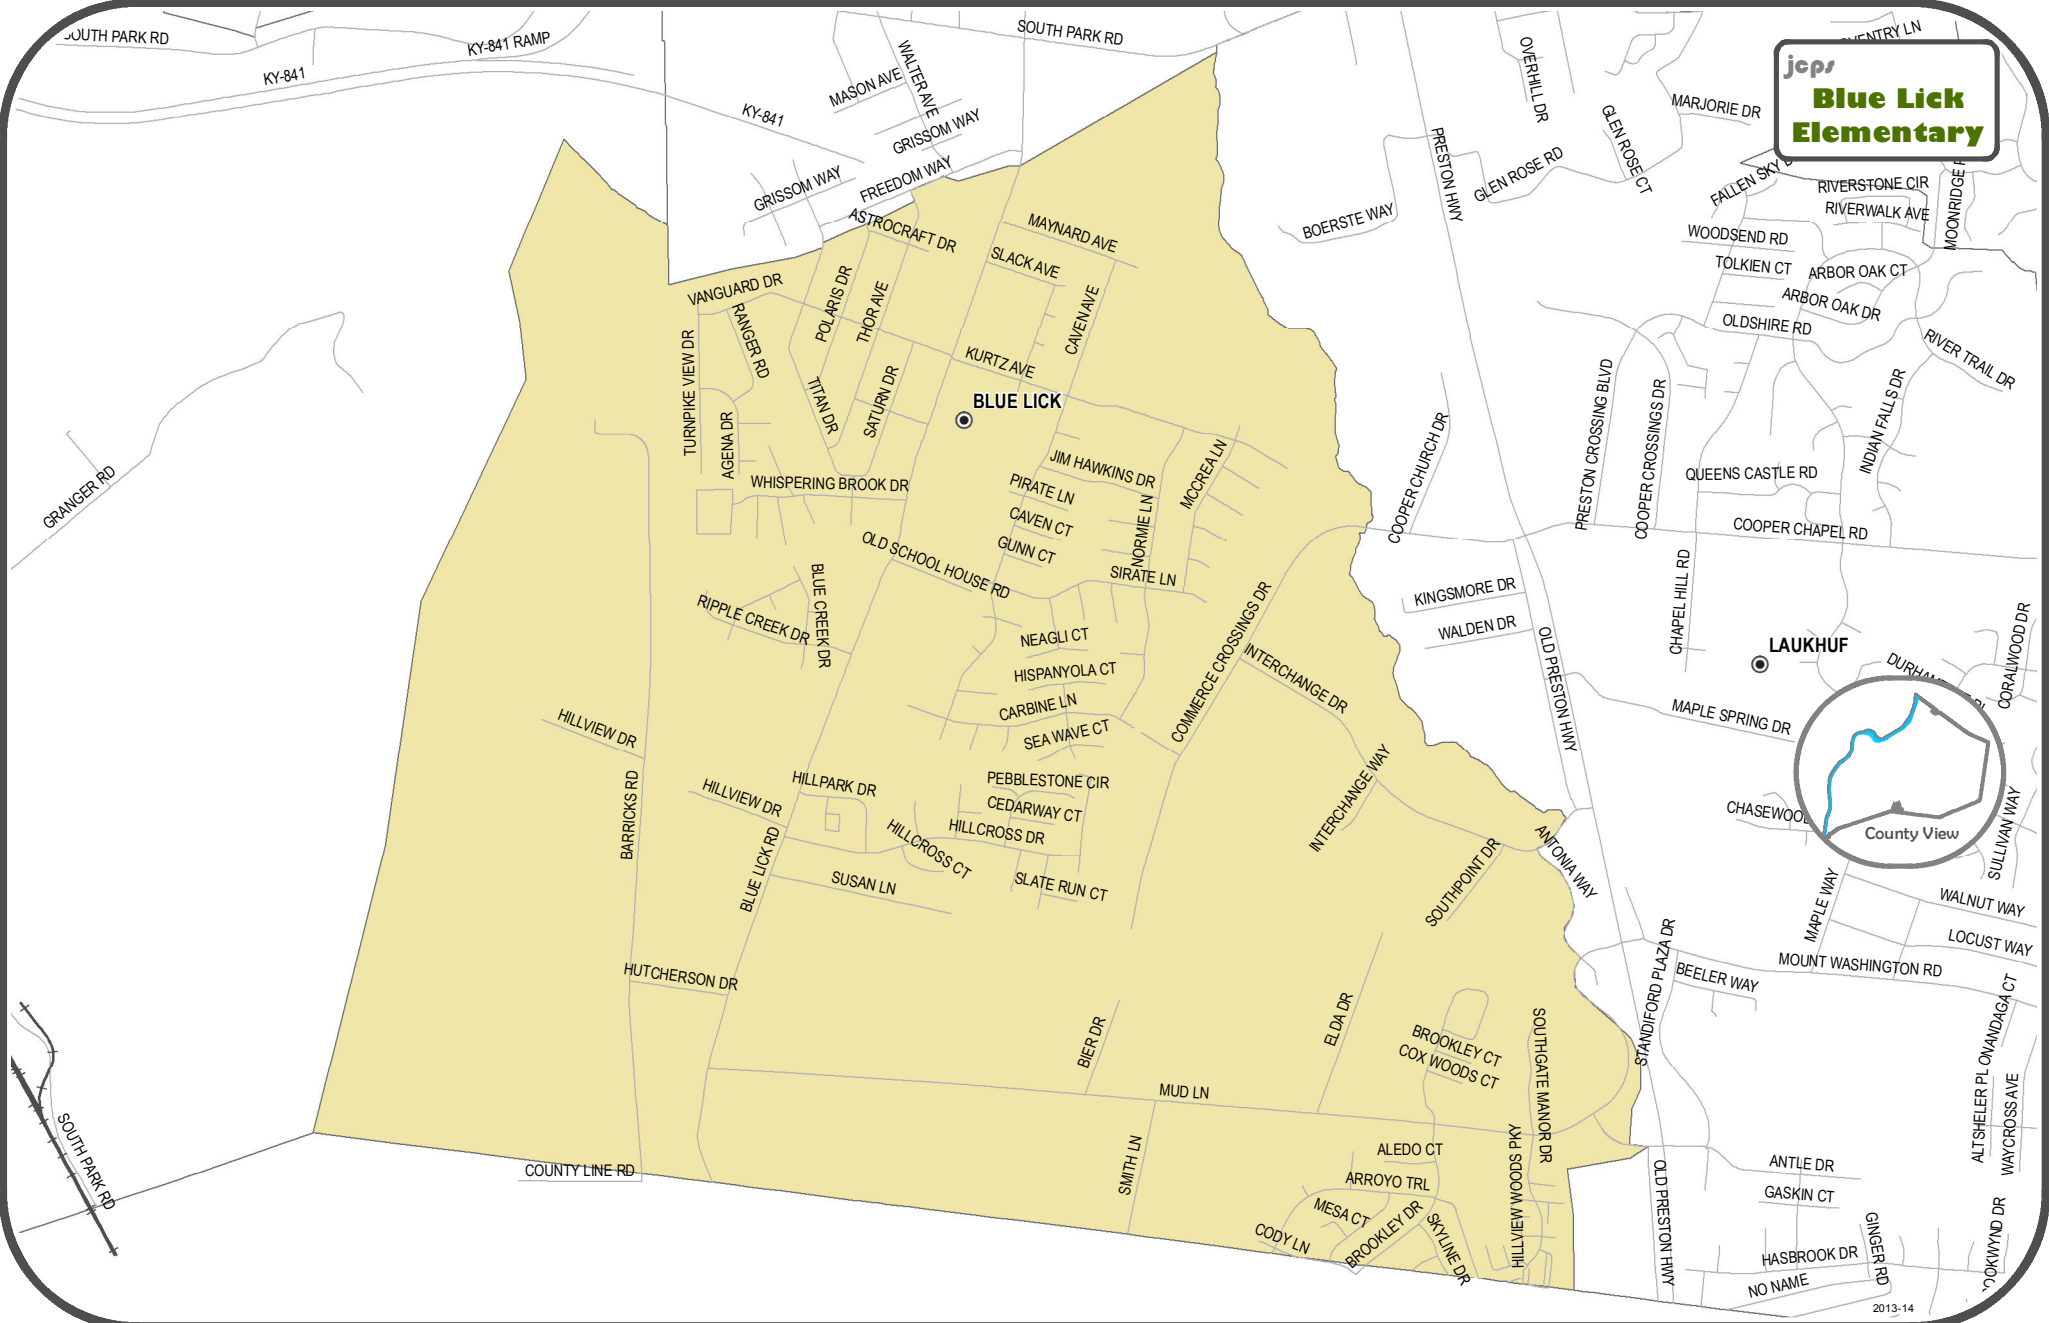 SOUTH PARK RD
KY-841 RAMP
KY-841
KY-841
SOUTH PARK RD
WALTER AVE
MASON AVE
GRISSOM WAY
GRISSOM WAY
FREEDOM WAY
OVERHILL DR
GLEN ROSE CT
MARJORIE DR
jcps
Blue Lick
Elementary
PRESTON HWY
GLEN ROSE RD
BOERSTE WAY
FALLEN SKY
RIVERSTONE CIR
RIVERWALK AVE
MOONRIDGE
WOODSEND RD
TOLKIEN CT
ARBOR OAK CT
ARBOR OAK DR
OLDSHIRE RD
RIVER TRAIL DR
ASTROCRAFT DR
MAYNARD AVE
SLACK AVE
CAVEN AVE
VANGUARD DR
RANGER RD
POLARIS DR
THOR AVE
TURNPIKE VIEW DR
KURTZ AVE
TITAN DR
SATURN DR
AGENA DR
BLUE LICK
JIM HAWKINS DR
MCCREA LN
PIRATE LN
CAVEN CT
GUNN CT
NORMIE LN
SIRATE LN
WHISPERING BROOK DR
OLD SCHOOL HOUSE RD
GRANGER RD
COOPER CHURCH DR
PRESTON CROSSING BLVD
COOPER CROSSINGS DR
INDIAN FALLS DR
QUEENS CASTLE RD
COOPER CHAPEL RD
CHAPEL HILL RD
KINGSMORE DR
WALDEN DR
OLD PRESTON HWY
LAUKHUF
CORALWOOD DR
MAPLE SPRING DR
RIPPLE CREEK DR
BLUE CREEK DR
NEAGLI CT
HISPANYOLA CT
CARBINE LN
SEA WAVE CT
COMMERCE CROSSINGS DR
INTERCHANGE DR
INTERCHANGE WAY
HILLVIEW DR
BARRICKS RD
HILLVIEW DR
HILLPARK DR
PEBBLESTONE CIR
CEDARWAY CT
HILLCROSS DR
HILLCROSS CT
SLATE RUN CT
SUSAN LN
BLUE LICK RD
HUTCHERSON DR
SOUTHPOINT DR
ANTONIA WAY
County View
SULLIVAN WAY
MAPLE WAY
WALNUT WAY
LOCUST WAY
MOUNT WASHINGTON RD
BEELER WAY
STANDIFORD PLAZA DR
ONANDAGA CT
ALTSHELER PL
WAYCROSS AVE
BIER DR
ELDA DR
BROOKLEY CT
COX WOODS CT
SOUTHGATE MANOR DR
MUD LN
SMITH LN
ALEDO CT
ARROYO TRL
MESA CT
BROOKLEY DR
CODY LN
SKYLINE DR
HILLVIEW WOODS PKY
COUNTY LINE RD
SOUTH PARK RD
OLD PRESTON HWY
ANTLE DR
GASKIN CT
GINGER RD
HASBROOK DR
NO NAME
2013-14